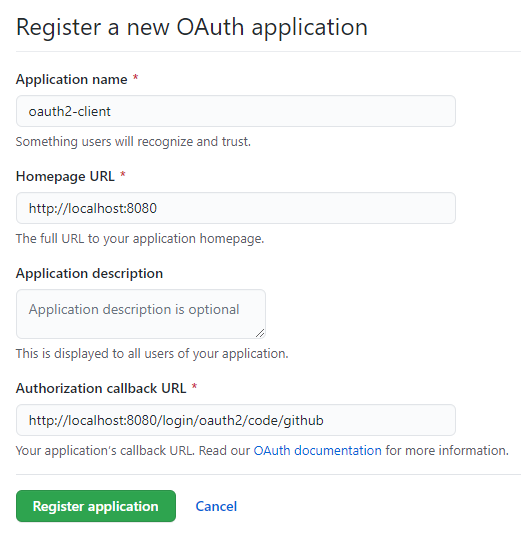 Register a new OAuth application
Application name *
oauth2-client
Something users will recognize and trust.
Homepage URL *
http://localhost:8080
The full URL to your application homepage.
Application description
Application description is optional
This is displayed to all users of your application.
Authorization callback URL *
http://localhost:8080/login/oauth2/code/github
Your application's callback URL. Read our OAuth documentation for more information.
Register application Cancel